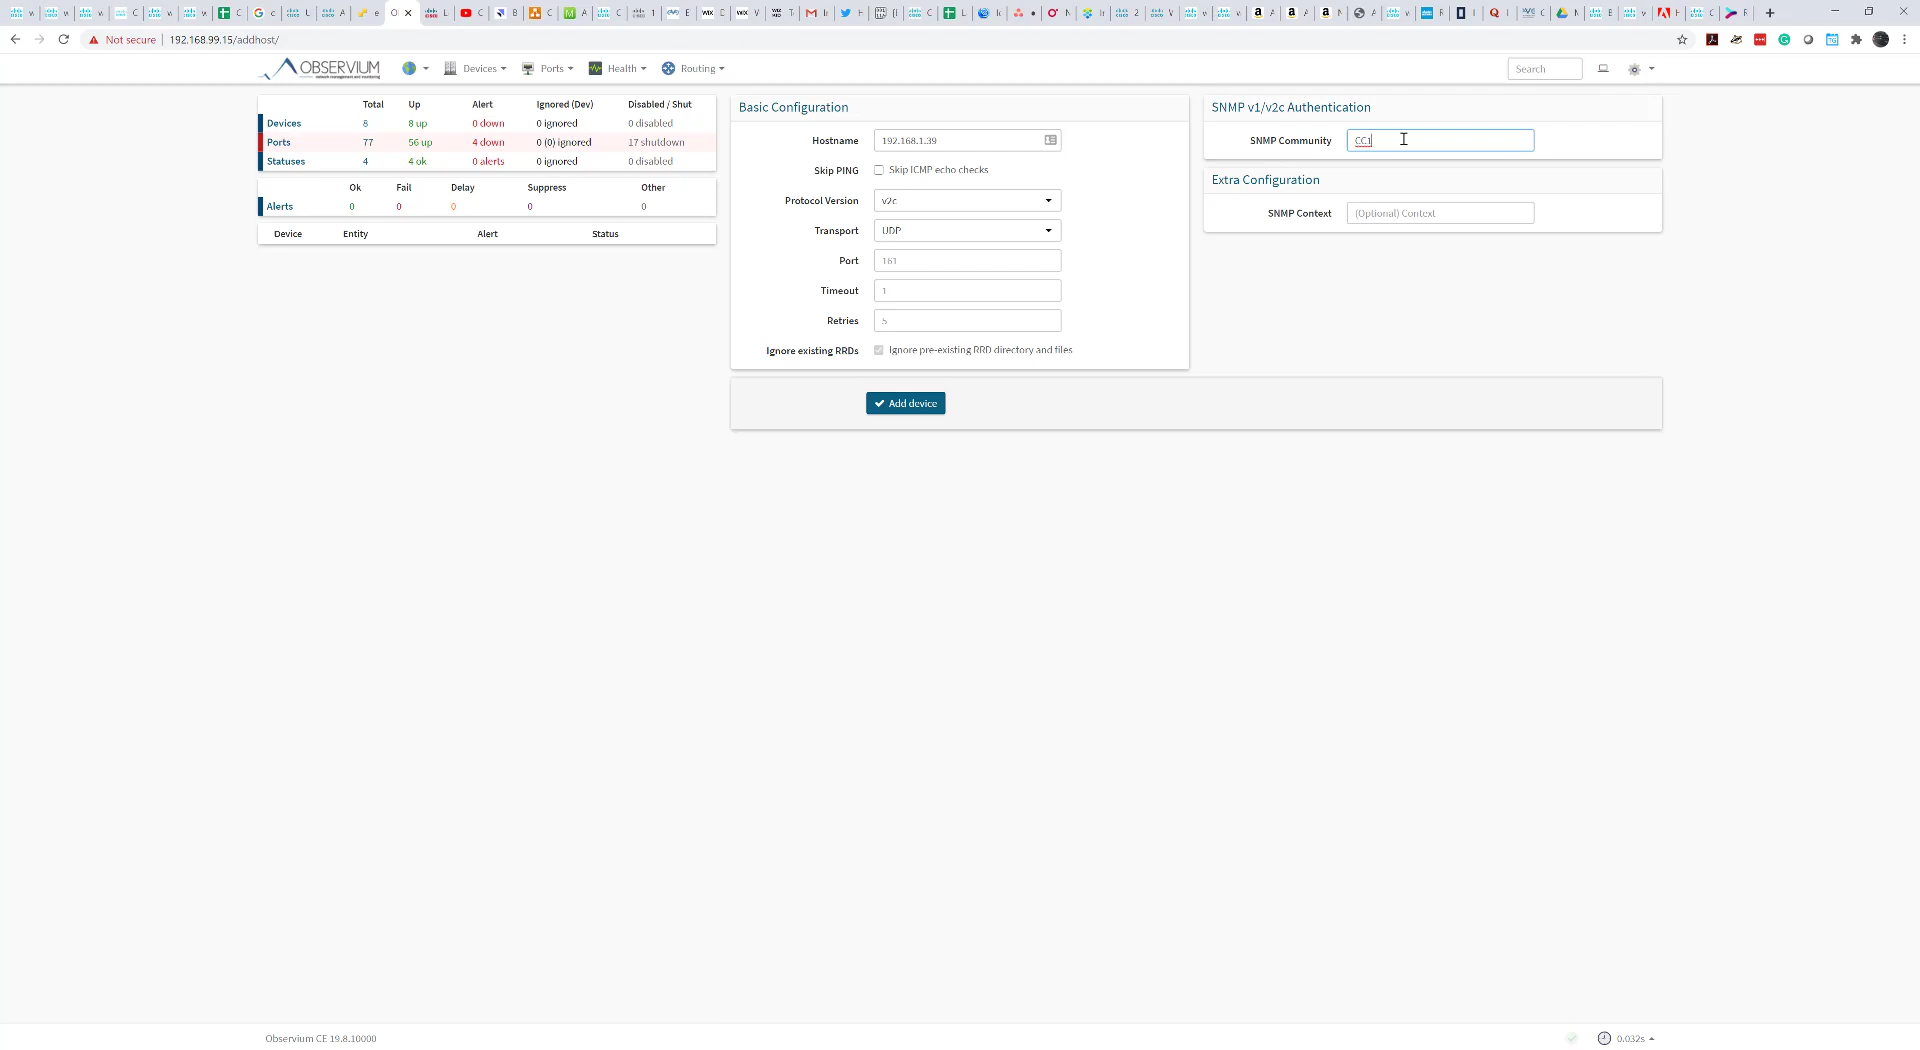 Not secure 192.168.99.15/addhost/
OBSERVIUM Devices Ports Health Routing Search
Total Up Alert Ignored (Dev) Disabled / Shut
Devices 8 8 up 0 down 0 ignored 0 disabled
Ports 77 56 up 4 down 0 (0) ignored 17 shutdown
Statuses 4 4 ok 0 alerts 0 ignored 0 disabled
Ok Fail Delay Suppress Other
Alerts 0 0 0 0 0
Device Entity Alert Status
Basic Configuration
Hostname 192.168.1.39
Skip PING Skip ICMP echo checks
Protocol Version v2c
Transport UDP
Port 161
Timeout 1
Retries 5
Ignore existing RRDs Ignore pre-existing RRD directory and files
Add device
SNMP v1/v2c Authentication
SNMP Community CC1
Extra Configuration
SNMP Context (Optional) Context
Observium CE 19.8.10000 0.032s